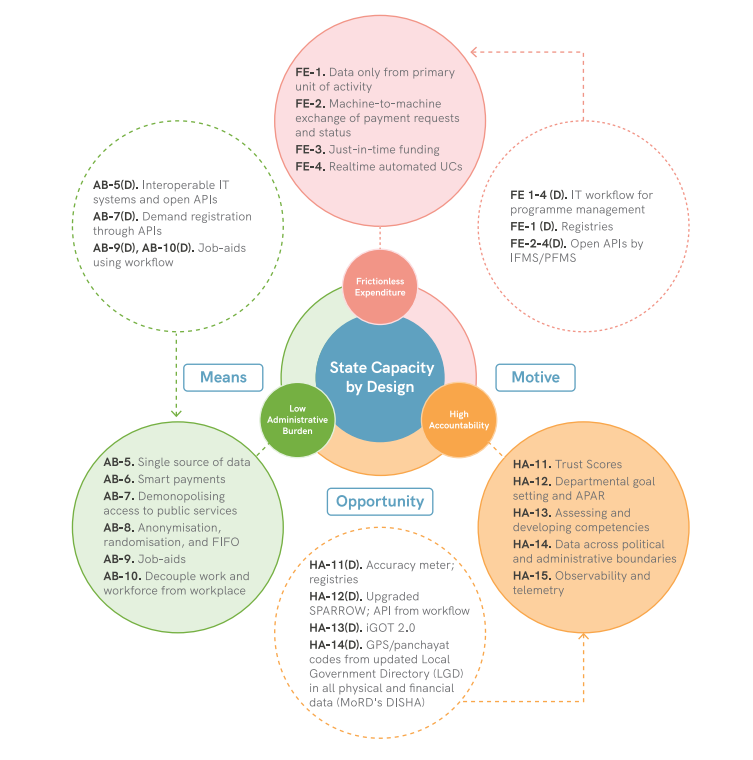 FE-1. Data only from primary
unit of activity
FE-2. Machine-to-machine
exchange of payment requests
and status
FE-3. Just-in-time funding
FE-4. Realtime automated UCs
AB-5(D). Interoperable IT
systems and open APIs
AB-7(D). Demand registration
through APIs
AB-9(D), AB-10(D). Job-aids
using workflow
FE 1-4 (D). IT workflow for
programme management
FE-1 (D). Registries
FE-2-4(D). Open APIs by
IFMS/PFMS
Frictionless
Expenditure
State Capacity
by Design
Means
Motive
Low
Administrative
Burden
High
Accountability
Opportunity
AB-5. Single source of data
AB-6. Smart payments
AB-7. Demonopolising
access to public services
AB-8. Anonymisation,
randomisation, and FIFO
AB-9. Job-aids
AB-10. Decouple work and
workforce from workplace
HA-11. Trust Scores
HA-12. Departmental goal
setting and APAR
HA-13. Assessing and
developing competencies
HA-14. Data across political
and administrative boundaries
HA-15. Observability and
telemetry
HA-11(D). Accuracy meter;
registries
HA-12(D). Upgraded
SPARROW; API from workflow
HA-13(D). iGOT 2.0
HA-14(D). GPS/panchayat
codes from updated Local
Government Directory (LGD)
in all physical and financial
data (MoRD's DISHA)